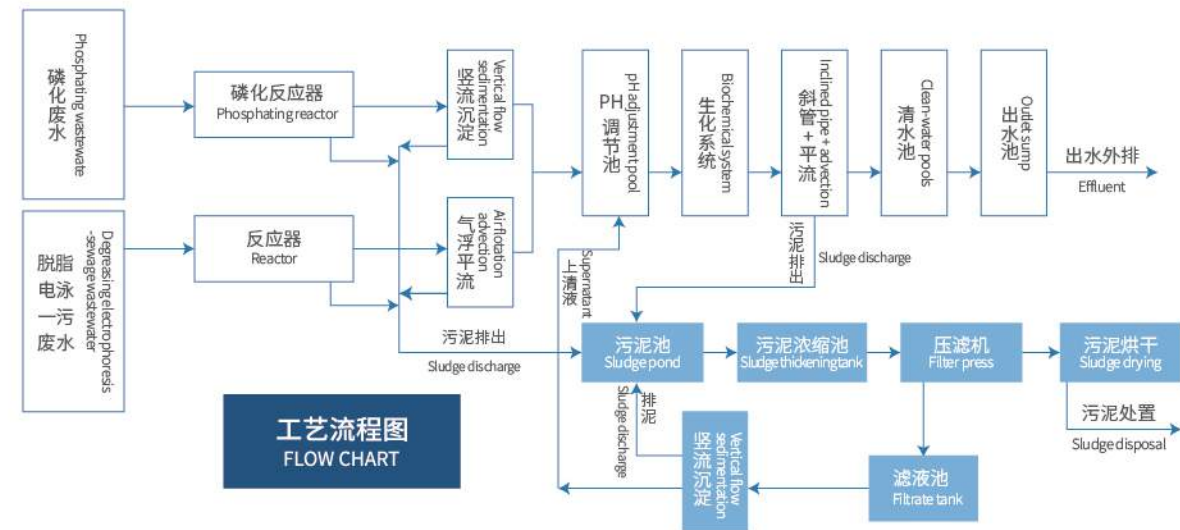 磷化废水
Phosphating wastewate
磷化反应器
Phosphating reactor
竖流沉淀
Vertical flow
sedimentation
PH
调节池
pH adjustment pool
生化系统
Biochemical system
斜管+平流
Inclined pipe + advection
清水池
Clean-water pools
出水池
Outlet sump
出水外排
Effluent
脱脂
电泳
一污
废水
Degreasing electrophoresis
-sewage wastewater
反应器
Reactor
气浮平流
Air flotation
advection
上清液
Supernatant
污泥排出
Sludge discharge
污泥排出
Sludge discharge
污泥池
Sludge pond
污泥浓缩池
Sludge thickening tank
压滤机
Filter press
污泥烘干
Sludge drying
排泥
Sludge discharge
污泥处置
Sludge disposal
工艺流程图
FLOW CHART
竖流沉淀
Vertical flow
sedimentation
滤液池
Filtrate tank